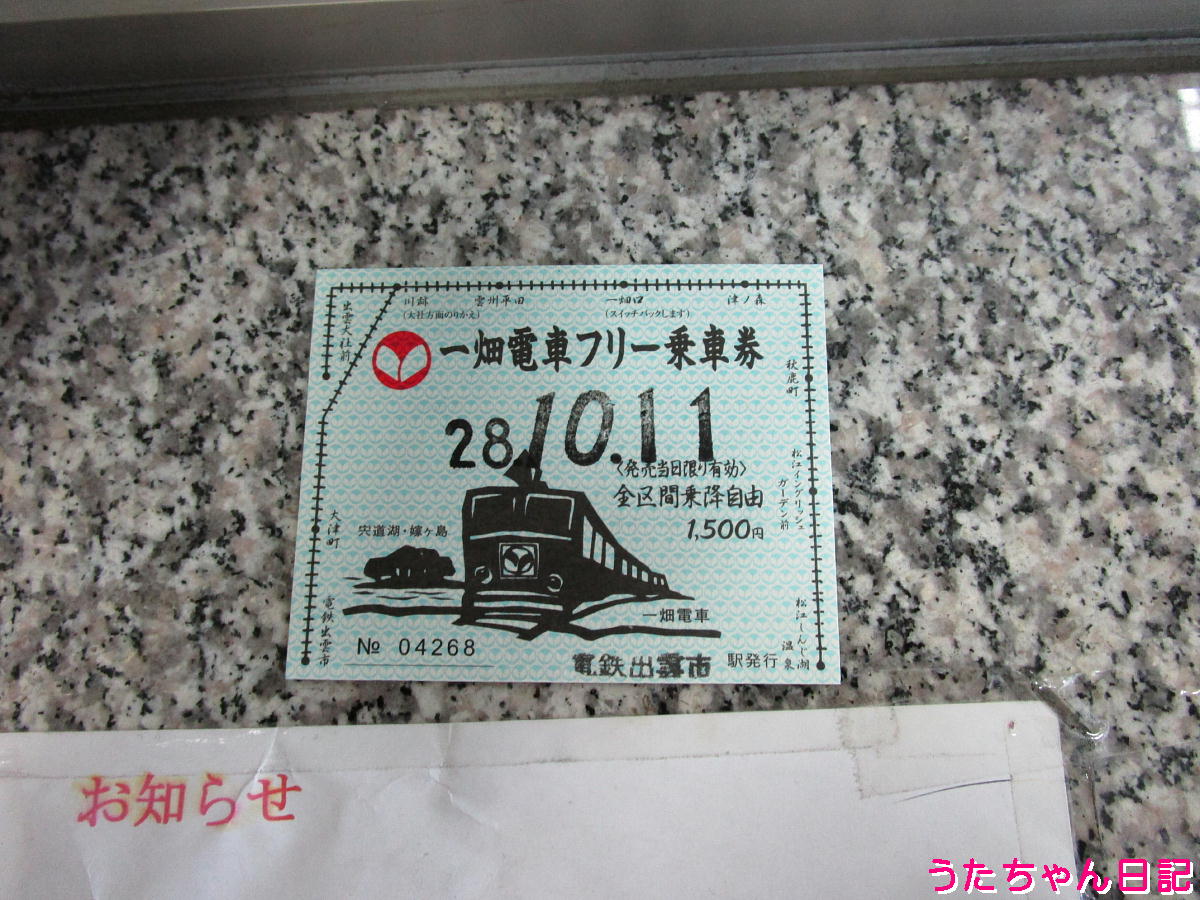 川跡
(大社方面のりかえ)
雲州平田
一畑口
(スイッチバックします)
津ノ森
出雲大社前
一畑電車フリー乗車券
秋鹿町
28.10.11
〈発売当日限り有効〉
全区間乗降自由
1,500円
松江イングリッシュ
ガーデン前
大津町
宍道湖・嫁ヶ島
電鉄出雲市
一畑電車
松江しんじ湖
温泉
№ 04268
電鉄出雲市
駅発行
お知らせ
うたちゃん日記